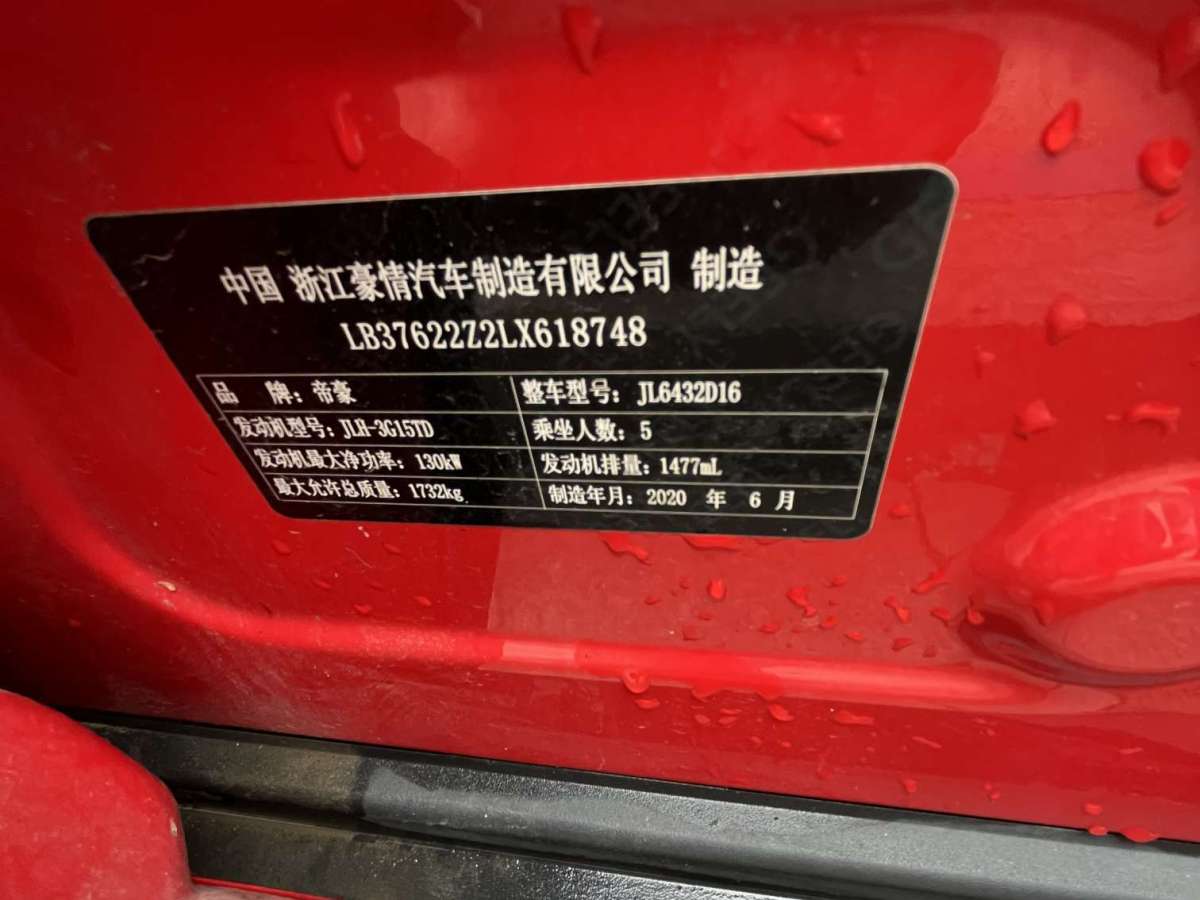 中国 浙江豪情汽车制造有限公司 制造
LB37622Z2LX618748
品 牌：帝豪 整车型号：JL6432D16
发动机型号：JLH-3G15TD 乘坐人数：5
发动机最大净功率：130kW 发动机排量：1477mL
最大允许总质量：1732kg 制造年月：2020 年 6 月